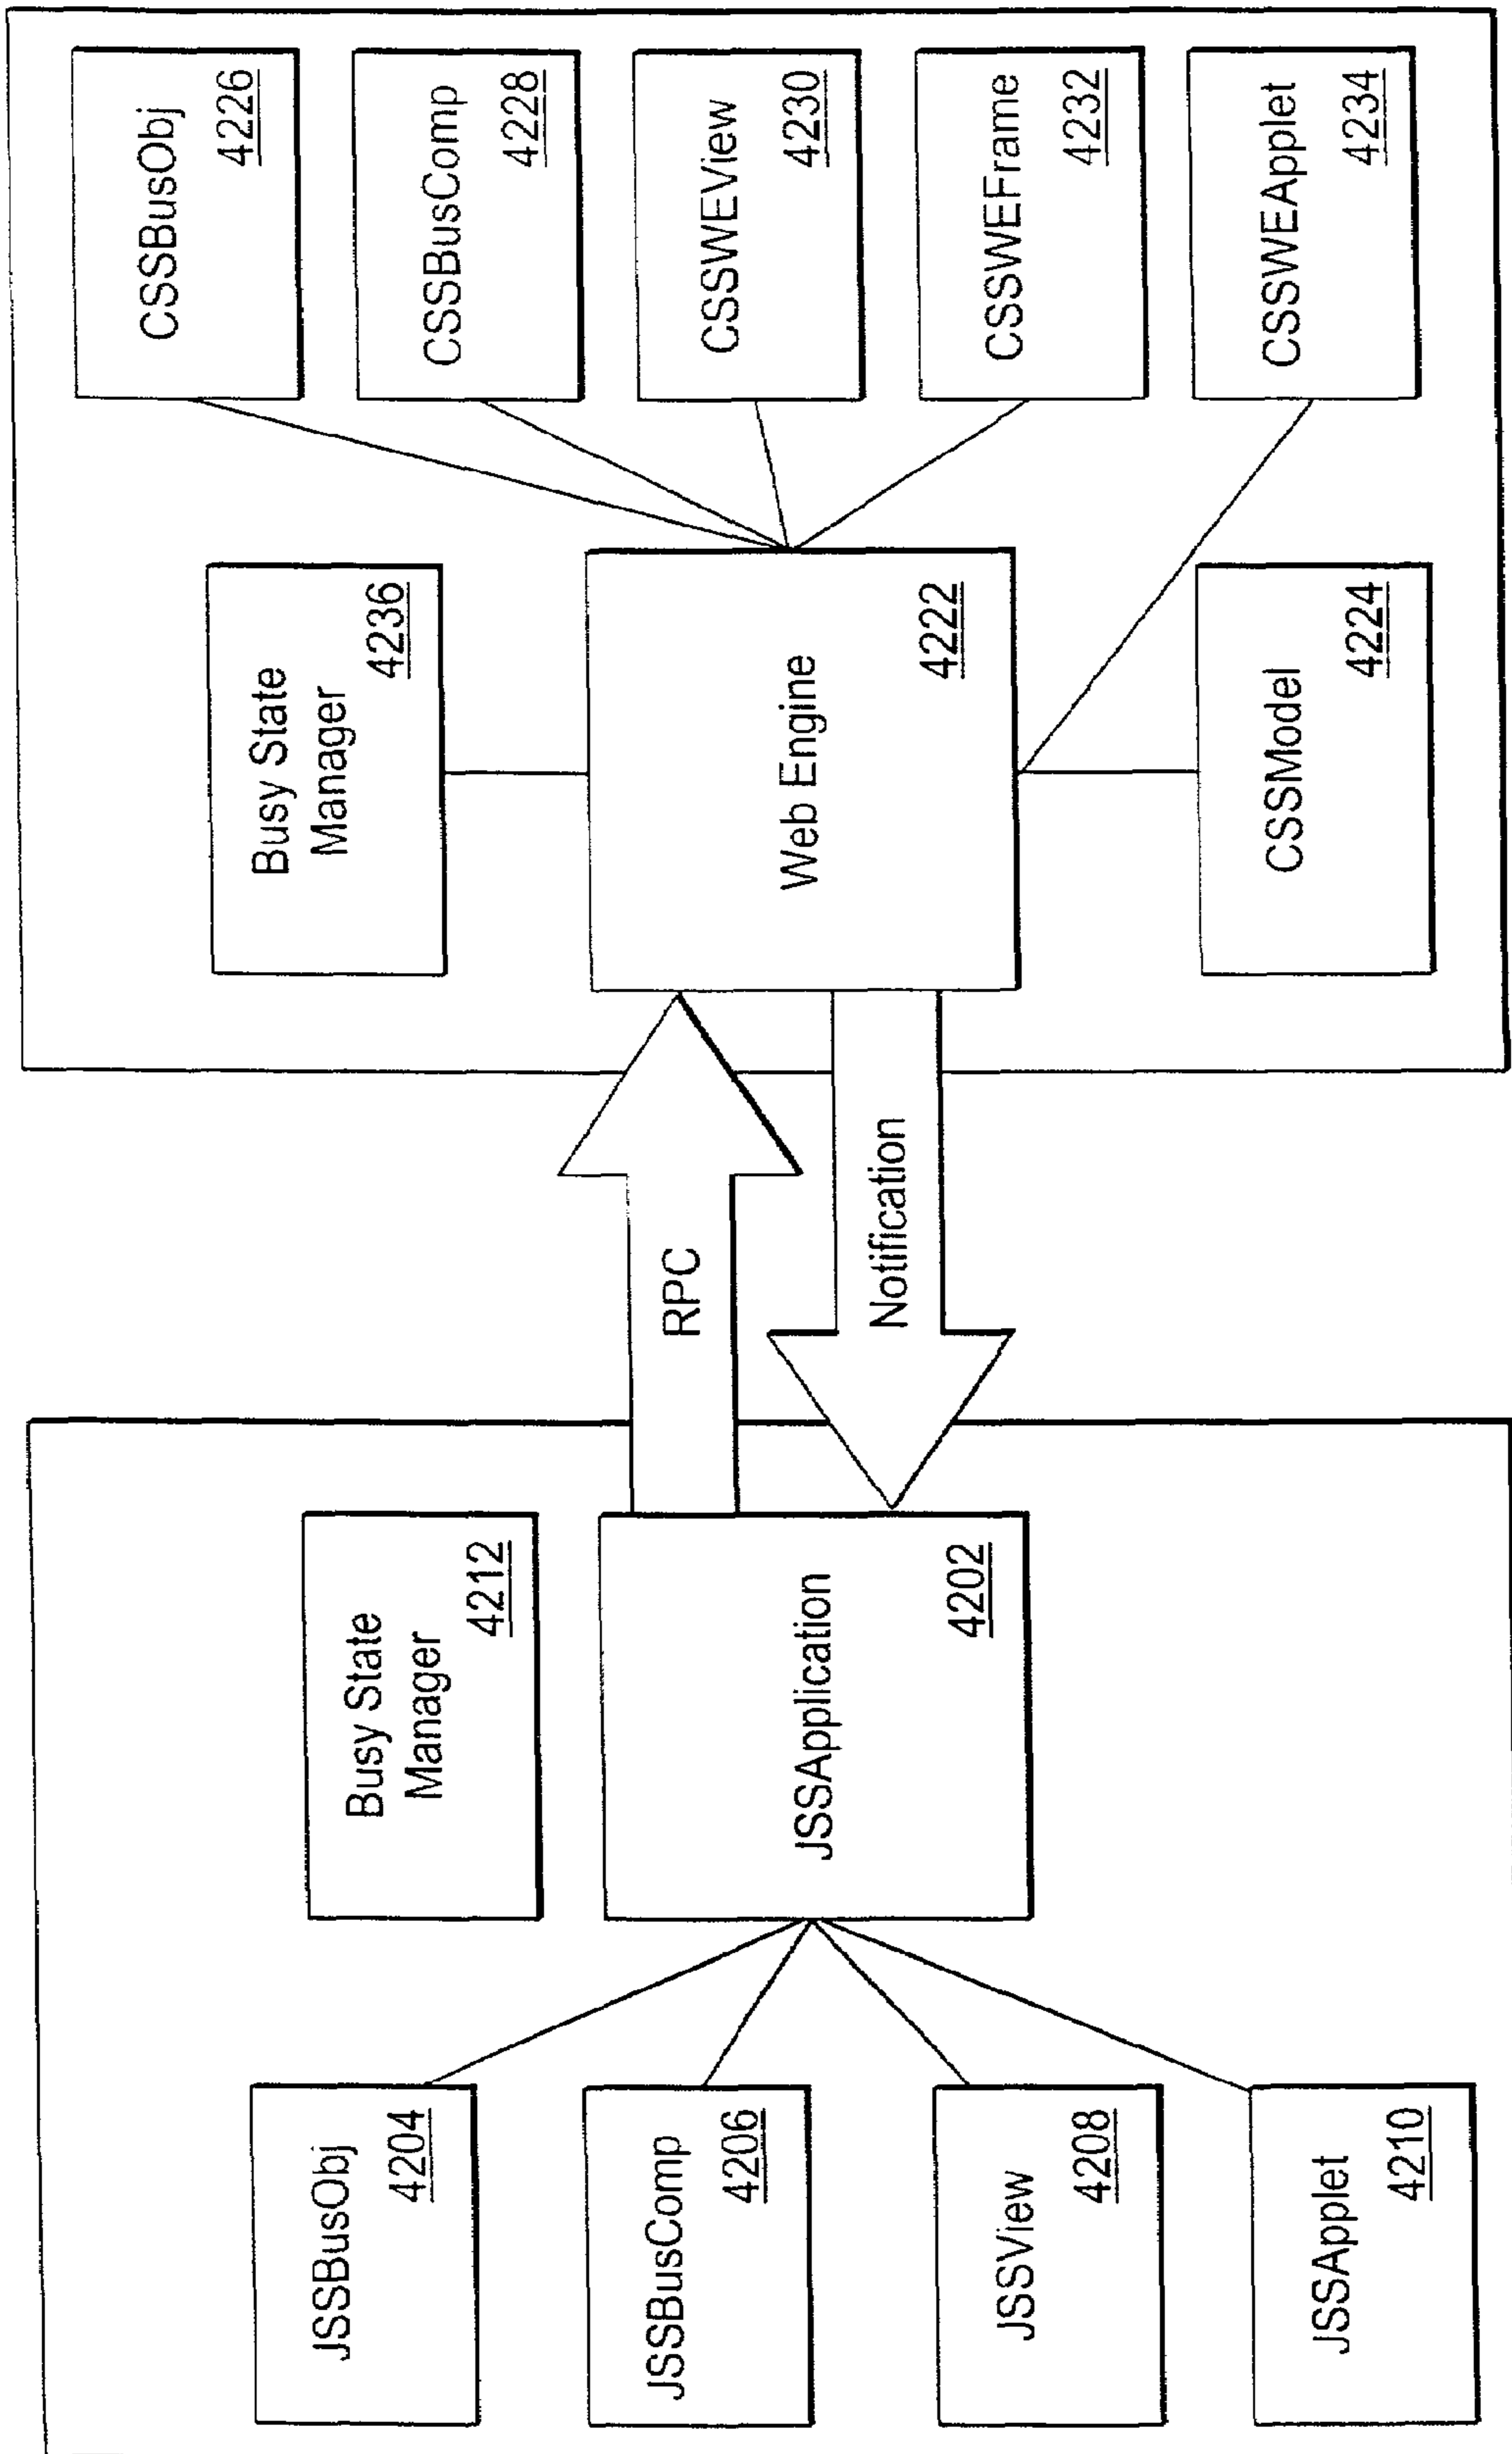 JSSBusObj
4204
JSSBusComp
4206
JSSView
4208
JSSApplet
4210
Busy State
Manager
4212
JSSApplication
4202
RPC
Notification
Busy State
Manager
4236
Web Engine
4222
CSSModel
4224
CSSBusObj
4226
CSSBusComp
4228
CSSWEView
4230
CSSWEFrame
4232
CSSWEApplet
4234